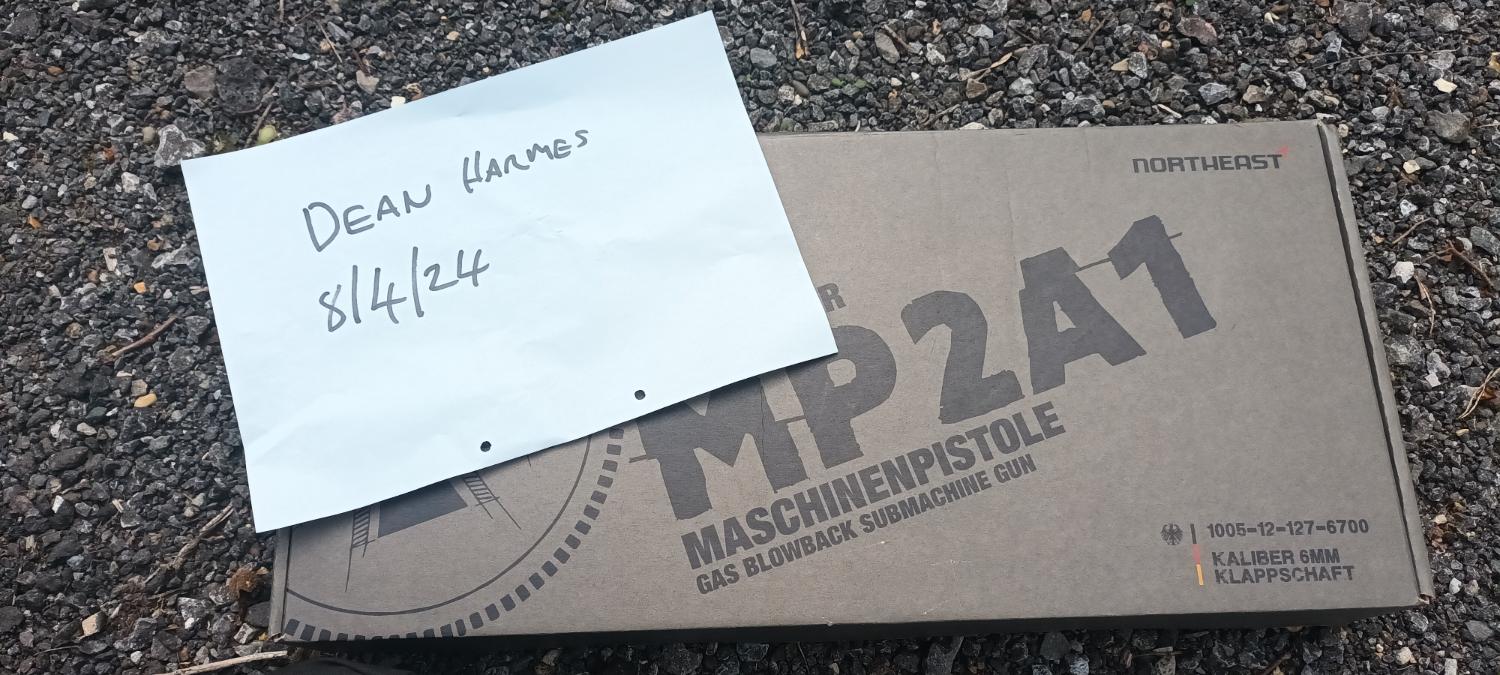 DEAN HARMES
8/4/24
NORTHEAST
MP2A1
MASCHINENPISTOLE
GAS BLOWBACK SUBMACHINE GUN
1005-12-127-6700
KALIBER 6MM
KLAPPSCHAFT